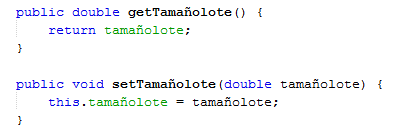 public double getTamañolote() {
    return tamañolote;
}

public void setTamañolote(double tamañolote) {
    this.tamañolote = tamañolote;
}